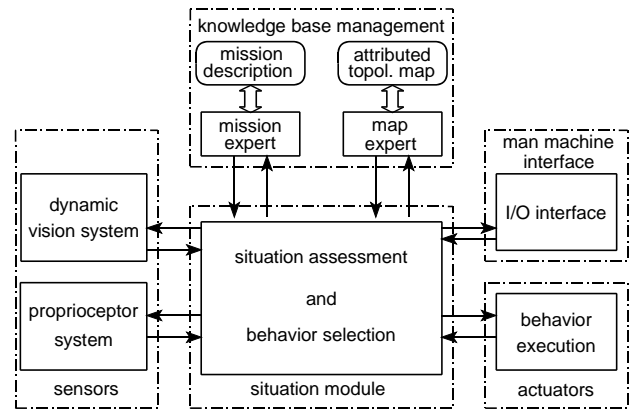 knowledge base management
mission
description
attributed
topol. map
mission
expert
map
expert
man machine
interface
dynamic
vision system
I/O interface
situation assessment
and
behavior selection
proprioceptor
system
behavior
execution
sensors
situation module
actuators